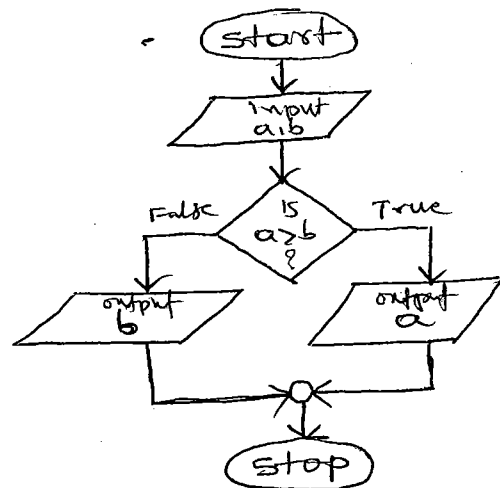 start
input
a,b
False
Is
a≥b
?
True
output
b
output
a
stop